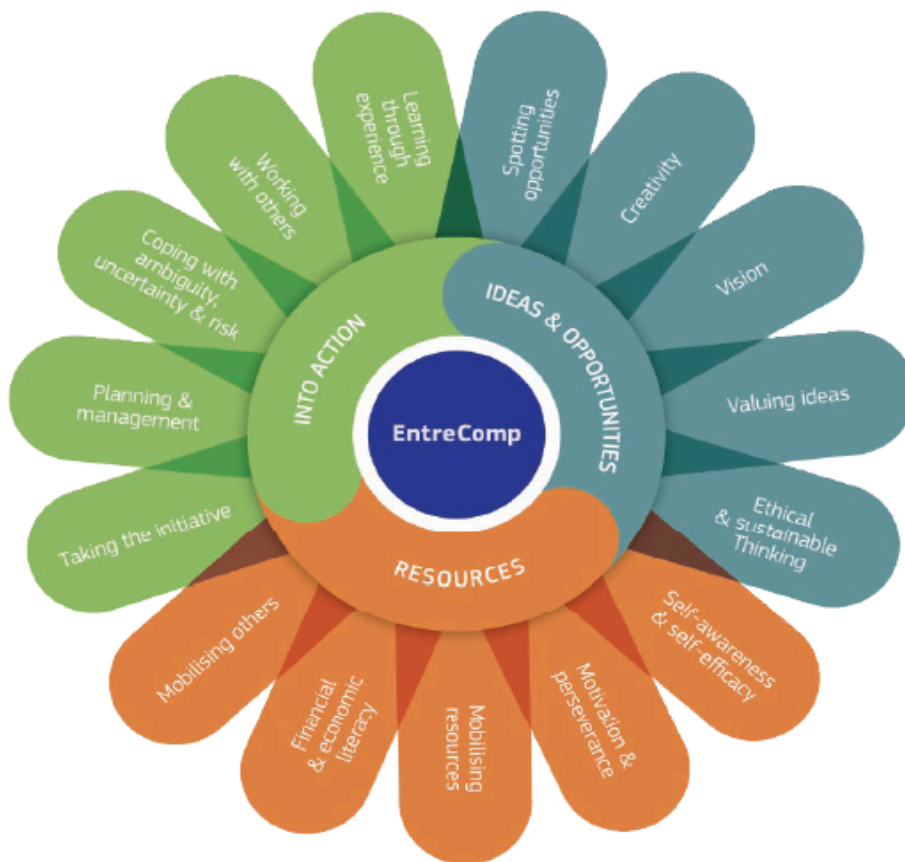 EntreComp
IDEAS & OPPORTUNITIES
Spotting
opportunities
Creativity
Vision
Valuing ideas
Ethical
& sustainable
Thinking
RESOURCES
Self-awareness
& self-efficacy
Motivation &
perseverance
Mobilising
resources
Financial
& economic
literacy
Mobilising others
INTO ACTION
Taking the initiative
Planning &
management
Coping with
ambiguity,
uncertainty & risk
Working
with others
Learning
through
experience